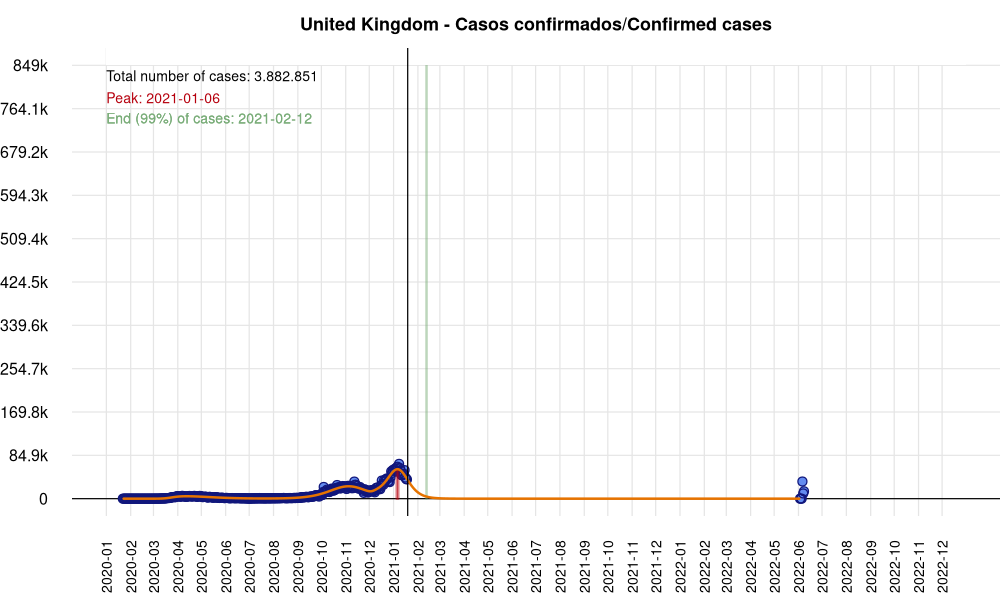 United Kingdom - Casos confirmados/Confirmed cases
849k
764.1k
679.2k
594.3k
509.4k
424.5k
339.6k
254.7k
169.8k
84.9k
0
Total number of cases: 3.882.851
Peak: 2021-01-06
End (99%) of cases: 2021-02-12
2020-01
2020-02
2020-03
2020-04
2020-05
2020-06
2020-07
2020-08
2020-09
2020-10
2020-11
2020-12
2021-01
2021-02
2021-03
2021-04
2021-05
2021-06
2021-07
2021-08
2021-09
2021-10
2021-11
2021-12
2022-01
2022-02
2022-03
2022-04
2022-05
2022-06
2022-07
2022-08
2022-09
2022-10
2022-11
2022-12